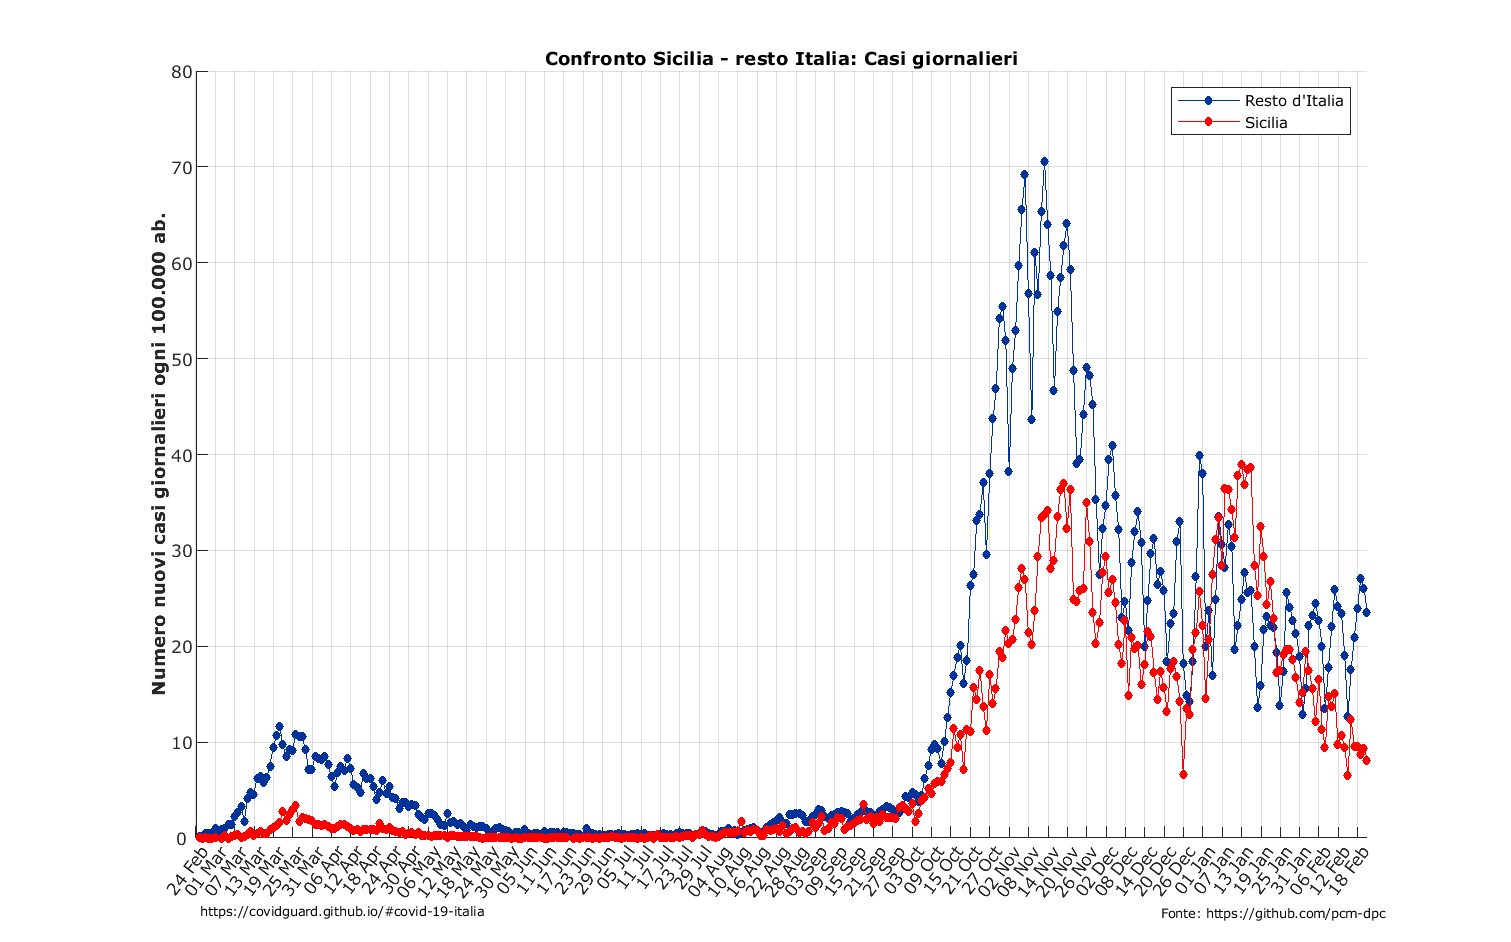 Confronto Sicilia - resto Italia: Casi giornalieri
Numero nuovi casi giornalieri ogni 100.000 ab.
80
70
60
50
40
30
20
10
0
Resto d'Italia
Sicilia
24 Feb
01 Mar
07 Mar
13 Mar
19 Mar
25 Mar
31 Mar
06 Apr
12 Apr
18 Apr
24 Apr
30 Apr
06 May
12 May
18 May
24 May
30 May
05 Jun
11 Jun
17 Jun
23 Jun
29 Jun
05 Jul
11 Jul
17 Jul
23 Jul
29 Jul
04 Aug
10 Aug
16 Aug
22 Aug
28 Aug
03 Sep
09 Sep
15 Sep
21 Sep
27 Sep
03 Oct
09 Oct
15 Oct
21 Oct
27 Oct
02 Nov
08 Nov
14 Nov
20 Nov
26 Nov
02 Dec
08 Dec
14 Dec
20 Dec
26 Dec
01 Jan
07 Jan
13 Jan
19 Jan
25 Jan
31 Jan
06 Feb
12 Feb
18 Feb
https://covidguard.github.io/#covid-19-italia
Fonte: https://github.com/pcm-dpc